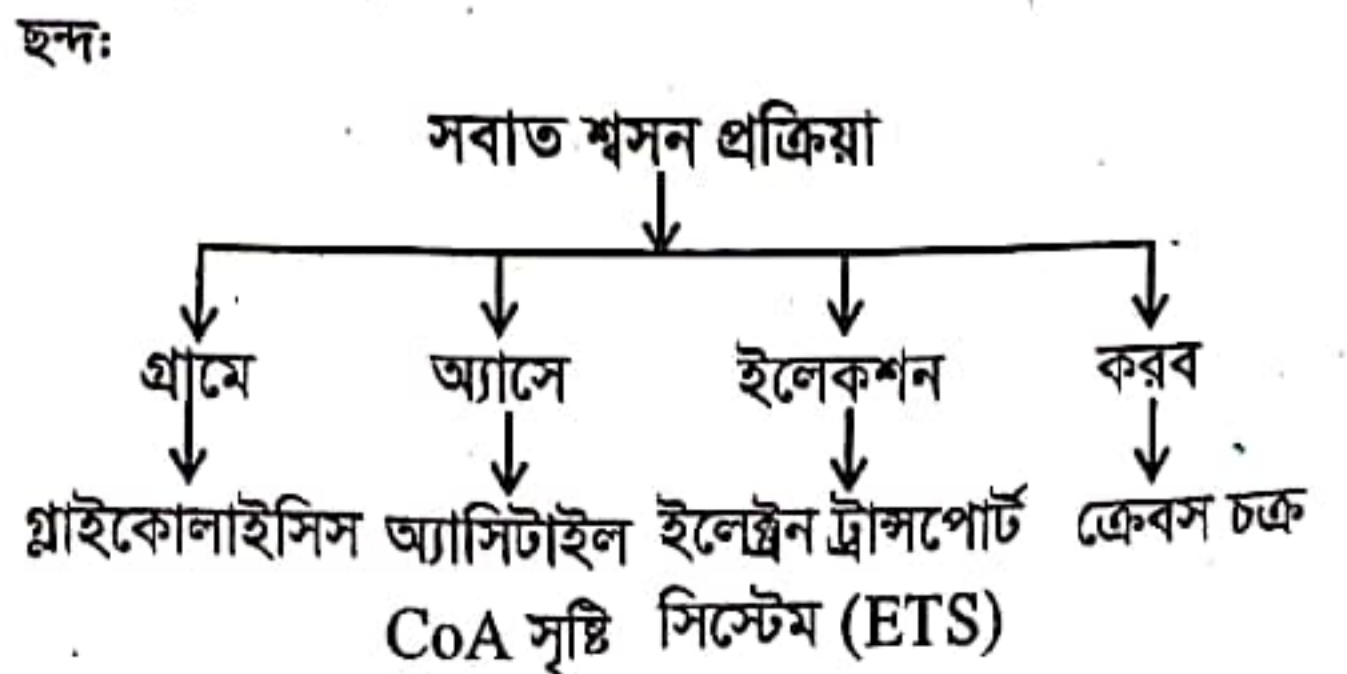 ছন্দঃ
সবাত শ্বসন প্রক্রিয়া
গ্রামে অ্যাসে ইলেকশন করব
গ্লাইকোলাইসিস অ্যাসিটাইল ইলেক্ট্রন ট্রান্সপোর্ট ক্রেবস চক্র
CoA সৃষ্টি সিস্টেম (ETS)